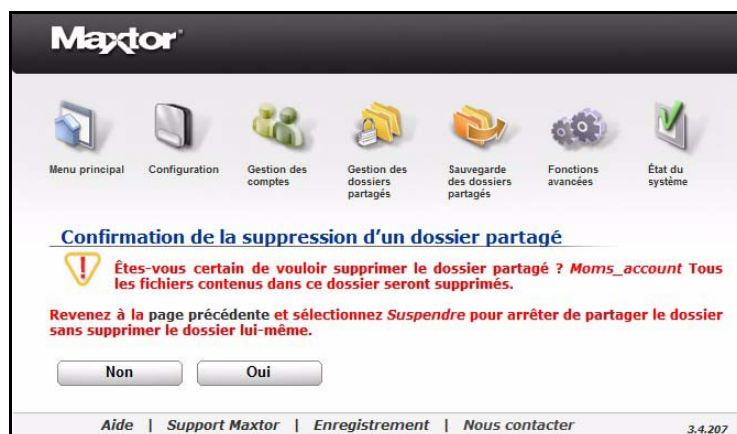 Maxtor
Menu principal
Configuration
Gestion des
comptes
Gestion des
dossiers
partagés
Sauvegarde
des dossiers
partagés
Fonctions
avancées
État du
système
Confirmation de la suppression d’un dossier partagé
Êtes-vous certain de vouloir supprimer le dossier partagé ? Moms_account Tous
les fichiers contenus dans ce dossier seront supprimés.
Revenez à la page précédente et sélectionnez Suspendre pour arrêter de partager le dossier
sans supprimer le dossier lui-même.
Non
Oui
Aide | Support Maxtor | Enregistrement | Nous contacter
3.4.207